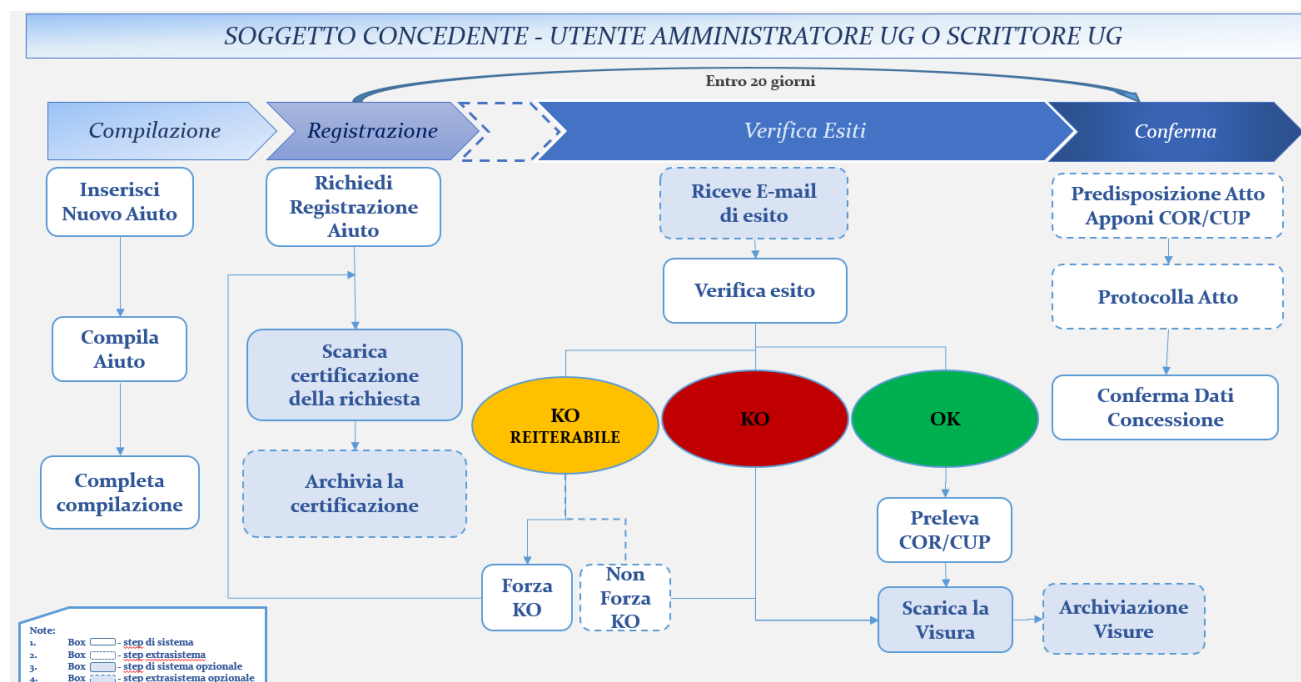 SOGGETTO CONCEDENTE - UTENTE AMMINISTRATORE UG O SCRITTORE UG
Entro 20 giorni
Compilazione
Registrazione
Verifica Esiti
Conferma
Inserisci
Nuovo Aiuto
Compila
Aiuto
Completa
compilazione
Richiedi
Registrazione
Aiuto
Scarica
certificazione
della richiesta
Archivia la
certificazione
Riceve E-mail
di esito
Verifica esito
KO
REITERABILE
KO
OK
Forza
KO
Non
Forza
KO
Preleva
COR/CUP
Scarica la
Visura
Archiviazione
Visure
Predisposizione Atto
Apponi COR/CUP
Protocolla Atto
Conferma Dati
Concessione
Note:
1. Box - step di sistema
2. Box - step extrasistema
3. Box - step di sistema opzionale
4. Box - step extrasistema opzionale